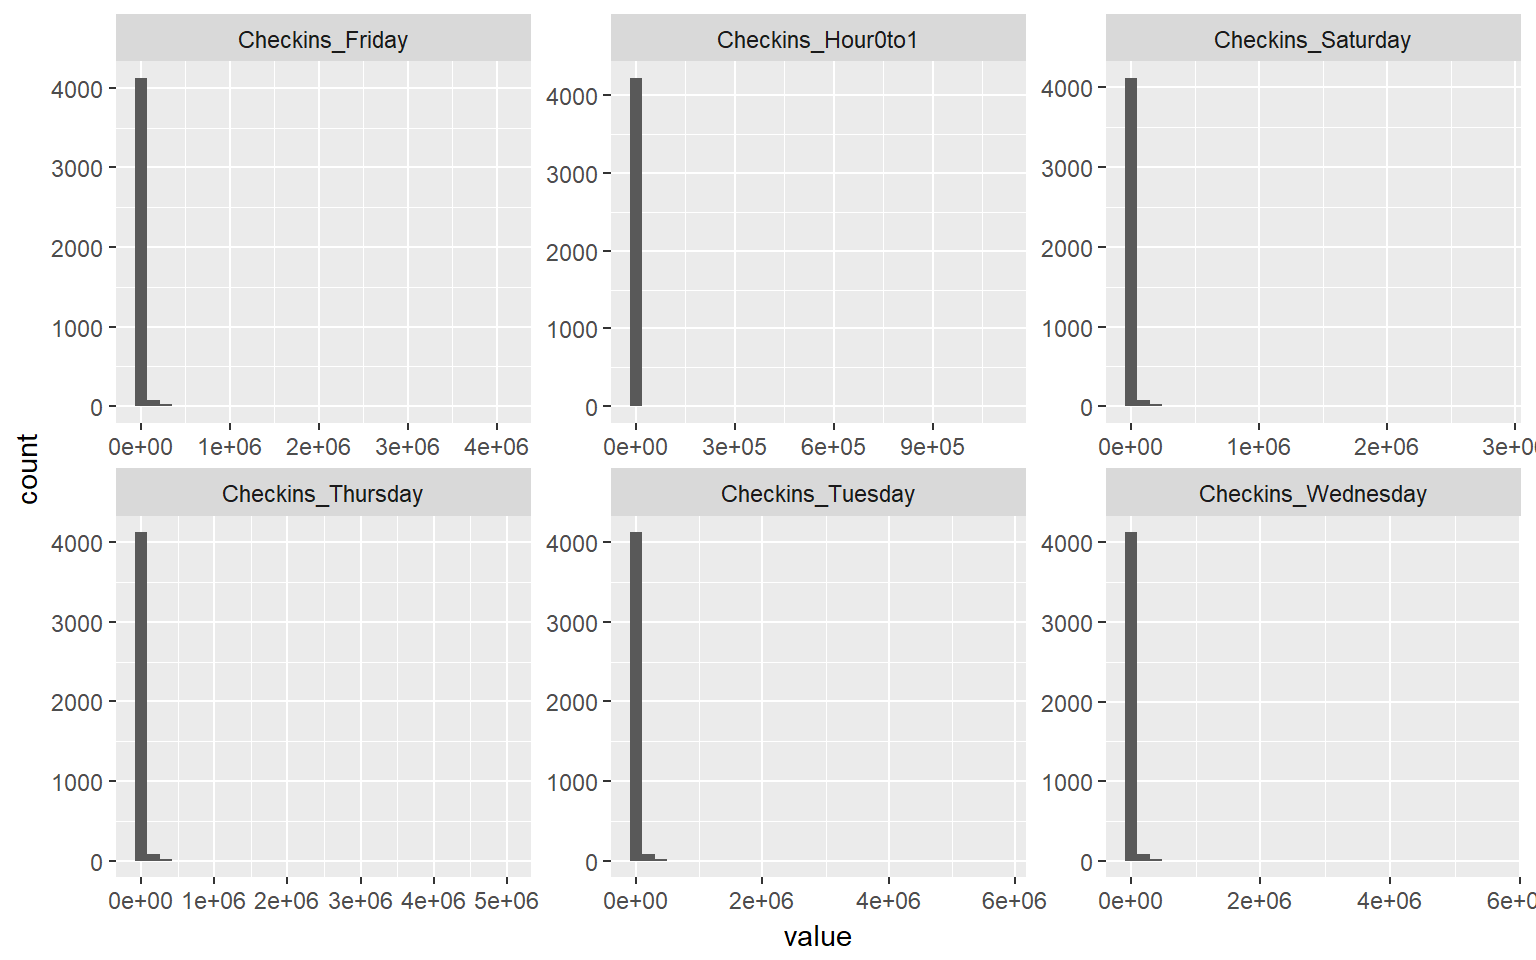 Checkins_Friday Checkins_Hour0to1 Checkins_Saturday
4000 4000 4000
3000 3000 3000
2000 2000 2000
1000 1000 1000
0 0 0
0e+00 1e+06 2e+06 3e+06 4e+06 0e+00 3e+05 6e+05 9e+05 0e+00 1e+06 2e+06 3e+0
count
Checkins_Thursday Checkins_Tuesday Checkins_Wednesday
4000 4000 4000
3000 3000 3000
2000 2000 2000
1000 1000 1000
0 0 0
0e+00 1e+06 2e+06 3e+06 4e+06 5e+06 0e+00 2e+06 4e+06 6e+06 0e+00 2e+06 4e+06 6e+0
value